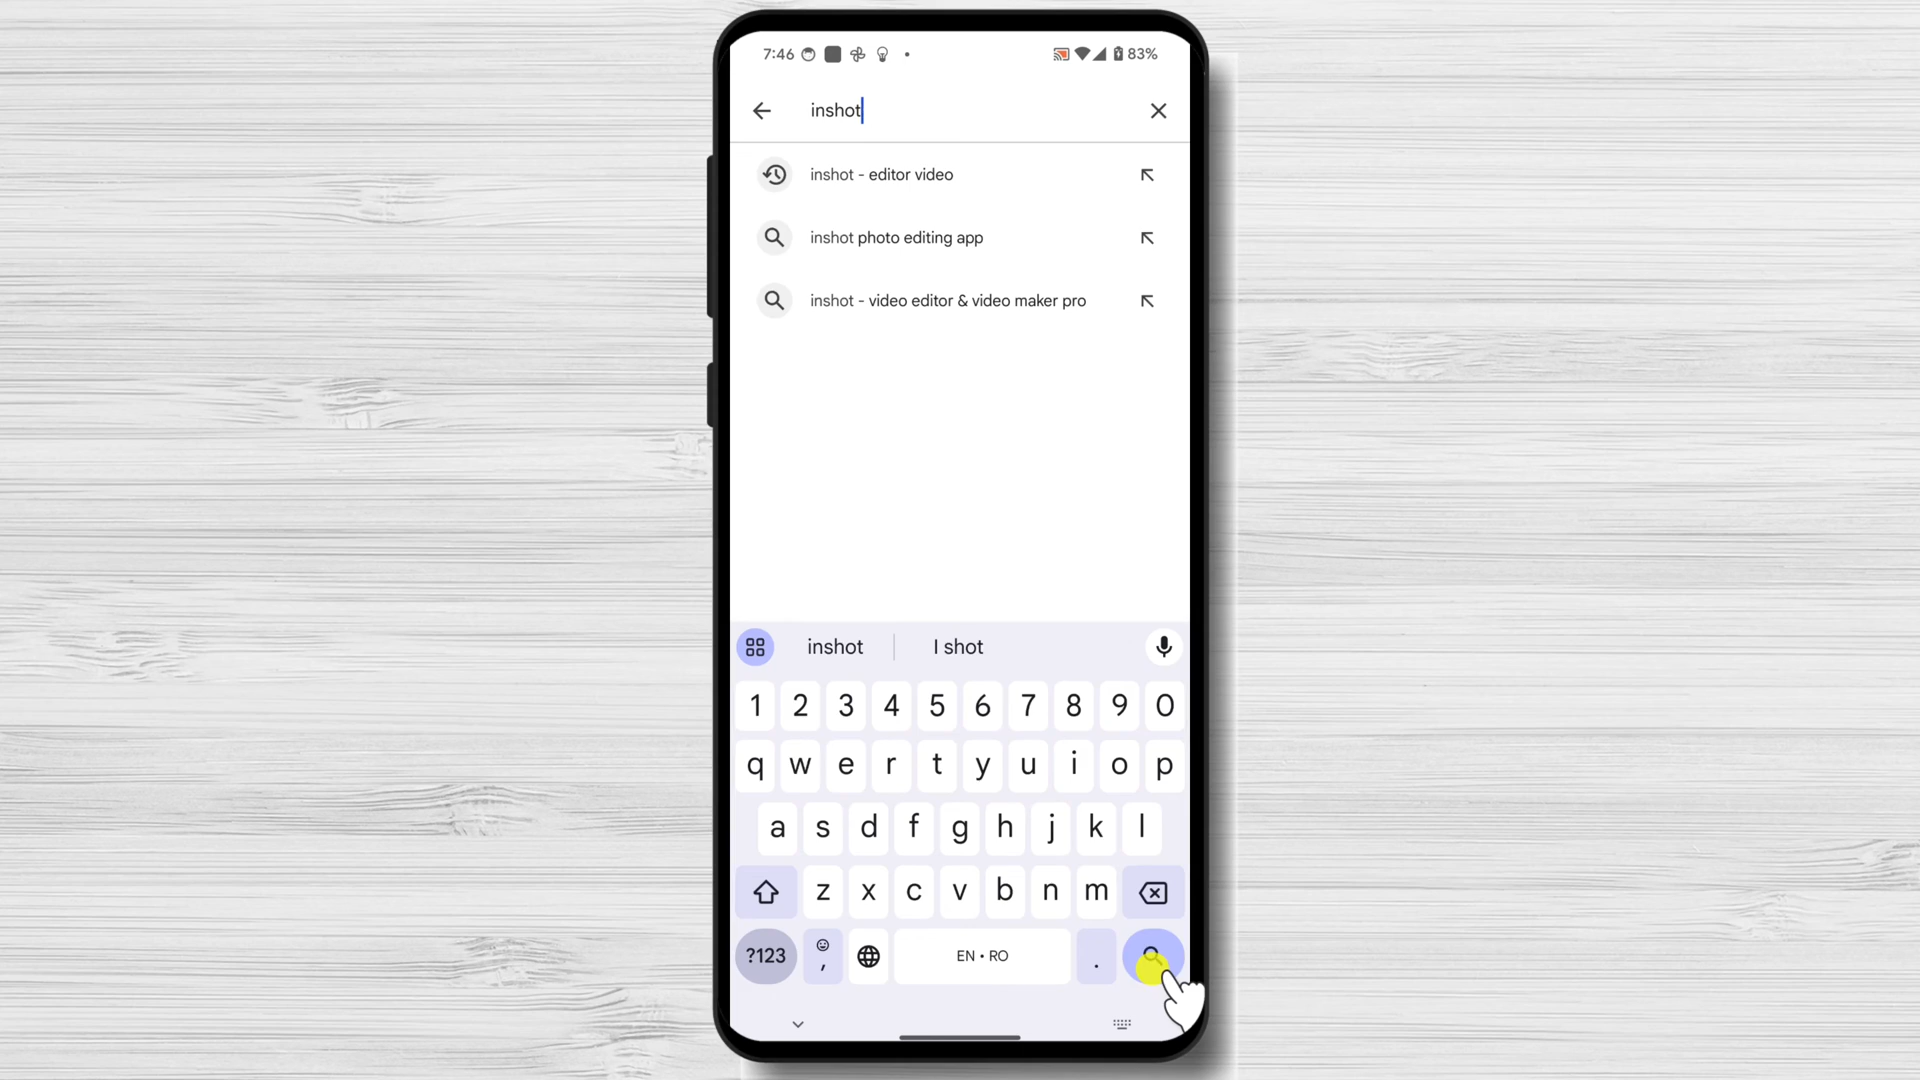 7:46 83%
inshot
inshot - editor video
inshot photo editing app
inshot - video editor & video maker pro
inshot I shot
1 2 3 4 5 6 7 8 9 0
q w e r t y u i o p
a s d f g h j k l
z x c v b n m
?123 , EN • RO .